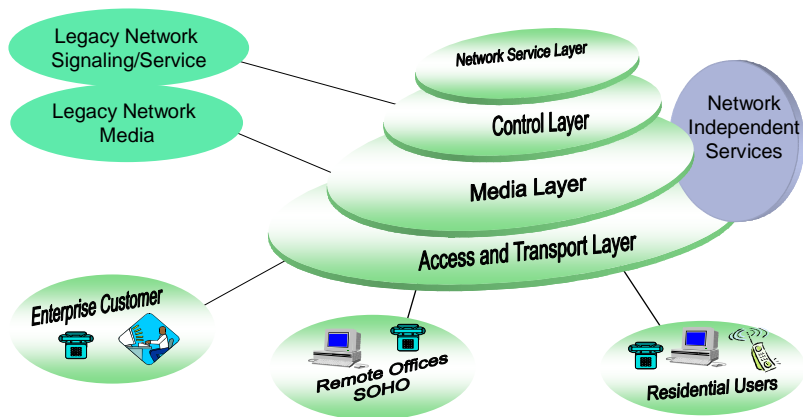 Legacy Network
Signaling/Service
Legacy Network
Media
Network Service Layer
Control Layer
Media Layer
Access and Transport Layer
Network
Independent
Services
Enterprise Customer
Remote Offices
SOHO
Residential Users